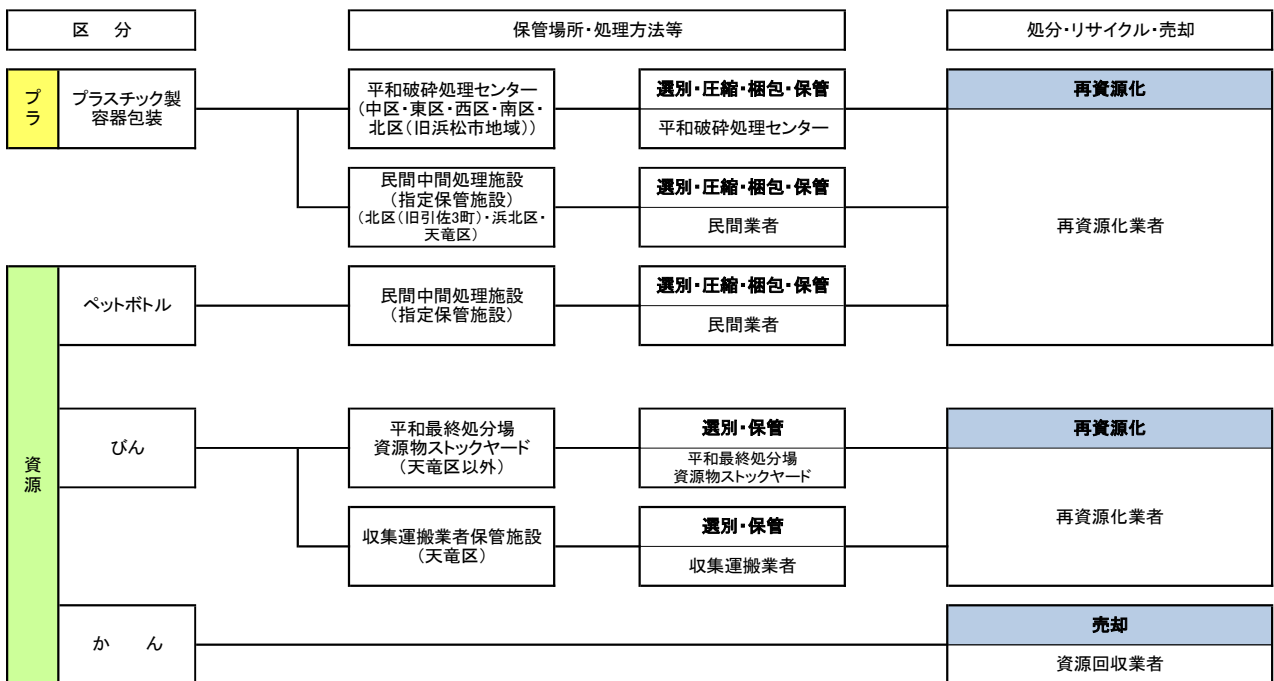 区　分
保管場所・処理方法等
処分・リサイクル・売却
プラ
プラスチック製
容器包装
平和破砕処理センター
（中区・東区・西区・南区・
北区（旧浜松市地域））
選別・圧縮・梱包・保管
平和破砕処理センター
再資源化
民間中間処理施設
（指定保管施設）
（北区（旧引佐3町）・浜北区・
天竜区）
選別・圧縮・梱包・保管
民間業者
再資源化業者
資源
ペットボトル
民間中間処理施設
（指定保管施設）
選別・圧縮・梱包・保管
民間業者
びん
平和最終処分場
資源物ストックヤード
（天竜区以外）
選別・保管
平和最終処分場
資源物ストックヤード
再資源化
収集運搬業者保管施設
（天竜区）
選別・保管
収集運搬業者
再資源化業者
か　ん
売却
資源回収業者